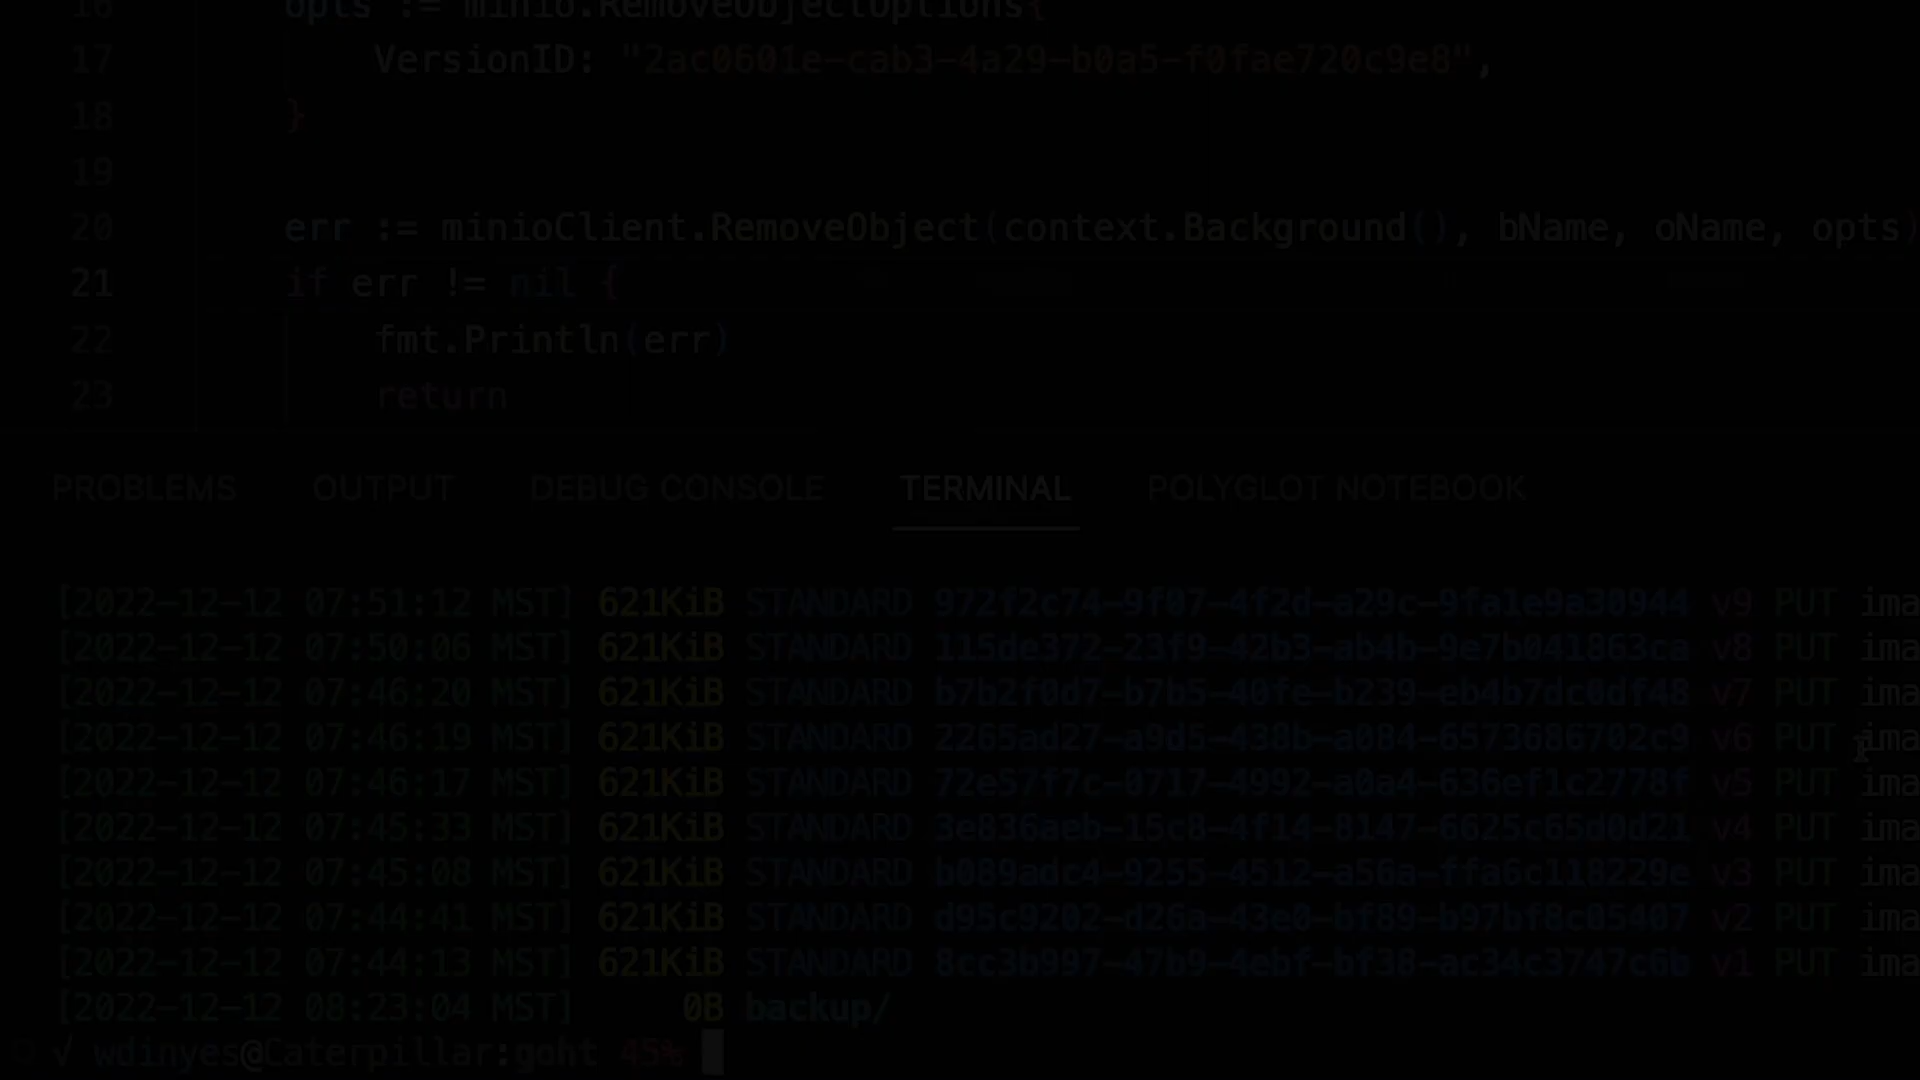 16 opts := minio.RemoveObjectOptions{
17 VersionID: "2ac0601e-cab3-4a29-b0a5-f0fae720c9e8",
18 }
19
20 err := minioClient.RemoveObject(context.Background(), bName, oName, opts)
21 if err != nil {
22 fmt.Println(err)
23 return
PROBLEMS OUTPUT DEBUG CONSOLE TERMINAL POLYGLOT NOTEBOOK
[2022-12-12 07:51:12 MST] 621KiB STANDARD 972f2c74-9f07-4f2d-a29c-9fa1e9a30944 v9 PUT ima
[2022-12-12 07:50:06 MST] 621KiB STANDARD 115de372-23f9-42b3-ab4b-9e7b041863ca v8 PUT ima
[2022-12-12 07:46:20 MST] 621KiB STANDARD b7b2f0d7-b7b5-40fe-b239-eb4b7dc0df48 v7 PUT ima
[2022-12-12 07:46:19 MST] 621KiB STANDARD 2265ad27-a9d5-438b-a084-6573686702c9 v6 PUT ima
[2022-12-12 07:46:17 MST] 621KiB STANDARD 72e57f7c-0717-4992-a0a4-636ef1c2778f v5 PUT ima
[2022-12-12 07:45:33 MST] 621KiB STANDARD 3e836aeb-15c8-4f14-8147-6625c65d0d21 v4 PUT ima
[2022-12-12 07:45:08 MST] 621KiB STANDARD b089adc4-9255-4512-a56a-ffa6c118229e v3 PUT ima
[2022-12-12 07:44:41 MST] 621KiB STANDARD d95c9202-d26a-43e0-bf89-b97bf8c05407 v2 PUT ima
[2022-12-12 07:44:13 MST] 621KiB STANDARD 8cc3b997-47b9-4ebf-bf38-ac34c3747c6b v1 PUT ima
[2022-12-12 08:23:04 MST] 0B backup/
√ wdinyes@Caterpillar:goht 45%